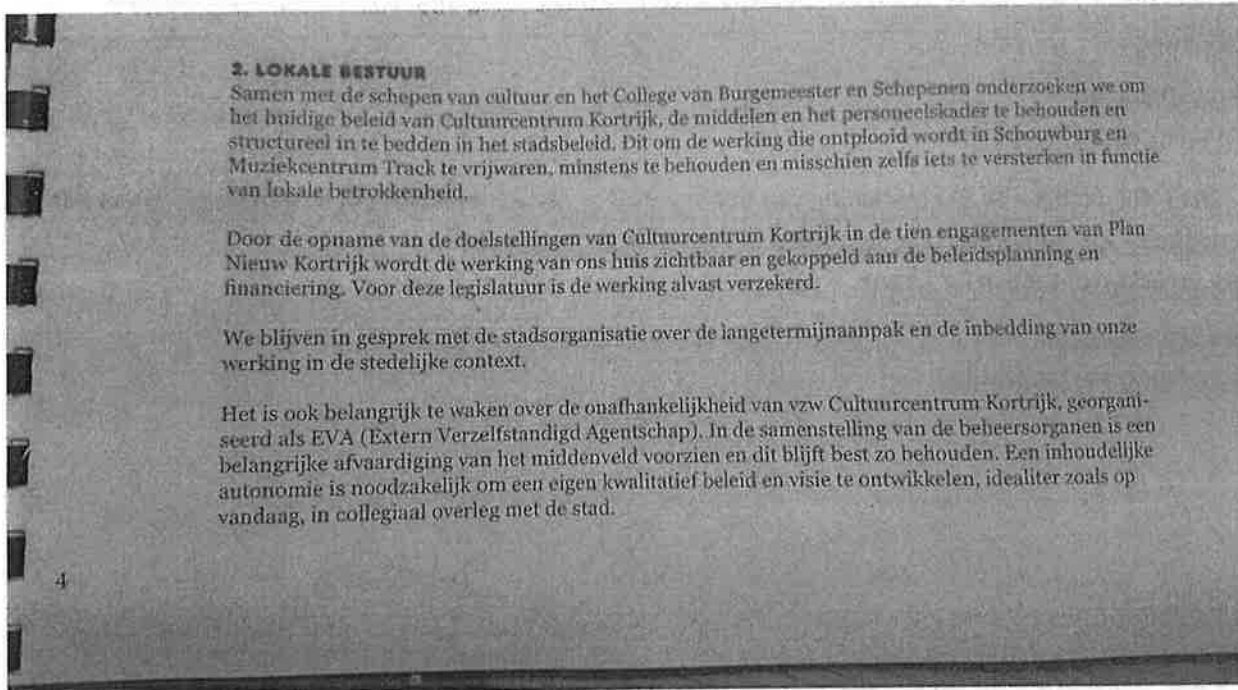 2. LOKALE BESTUUR
Samen met de schepen van cultuur en het College van Burgemeester en Schepenen onderzoeken we om
het huidige beleid van Cultuurcentrum Kortrijk, de middelen en het personeelskader te behouden en
structureel in te bedden in het stadsbeleid. Dit om de werking die ontplooid wordt in Schouwburg en
Muziekcentrum Track te vrijwaren, minstens te behouden en misschien zelfs iets te versterken in functie
van lokale betrokkenheid.
Door de opname van de doelstellingen van Cultuurcentrum Kortrijk in de tien engagementen van Plan
Nieuw Kortrijk wordt de werking van ons huis zichtbaar en gekoppeld aan de beleidsplanning en
financiering. Voor deze legislatuur is de werking alvast verzekerd.
We blijven in gesprek met de stadsorganisatie over de langetermijnaanpak en de inbedding van onze
werking in de stedelijke context.
Het is ook belangrijk te waken over de onafhankelijkheid van vzw Cultuurcentrum Kortrijk, georgani-
seerd als EVA (Extern Verzelfstandigd Agentschap). In de samenstelling van de beheersorganen is een
belangrijke afvaardiging van het middenveld voorzien en dit blijft best zo behouden. Een inhoudelijke
autonomie is noodzakelijk om een eigen kwalitatief beleid en visie te ontwikkelen, idealiter zoals op
vandaag, in collegiaal overleg met de stad.
4